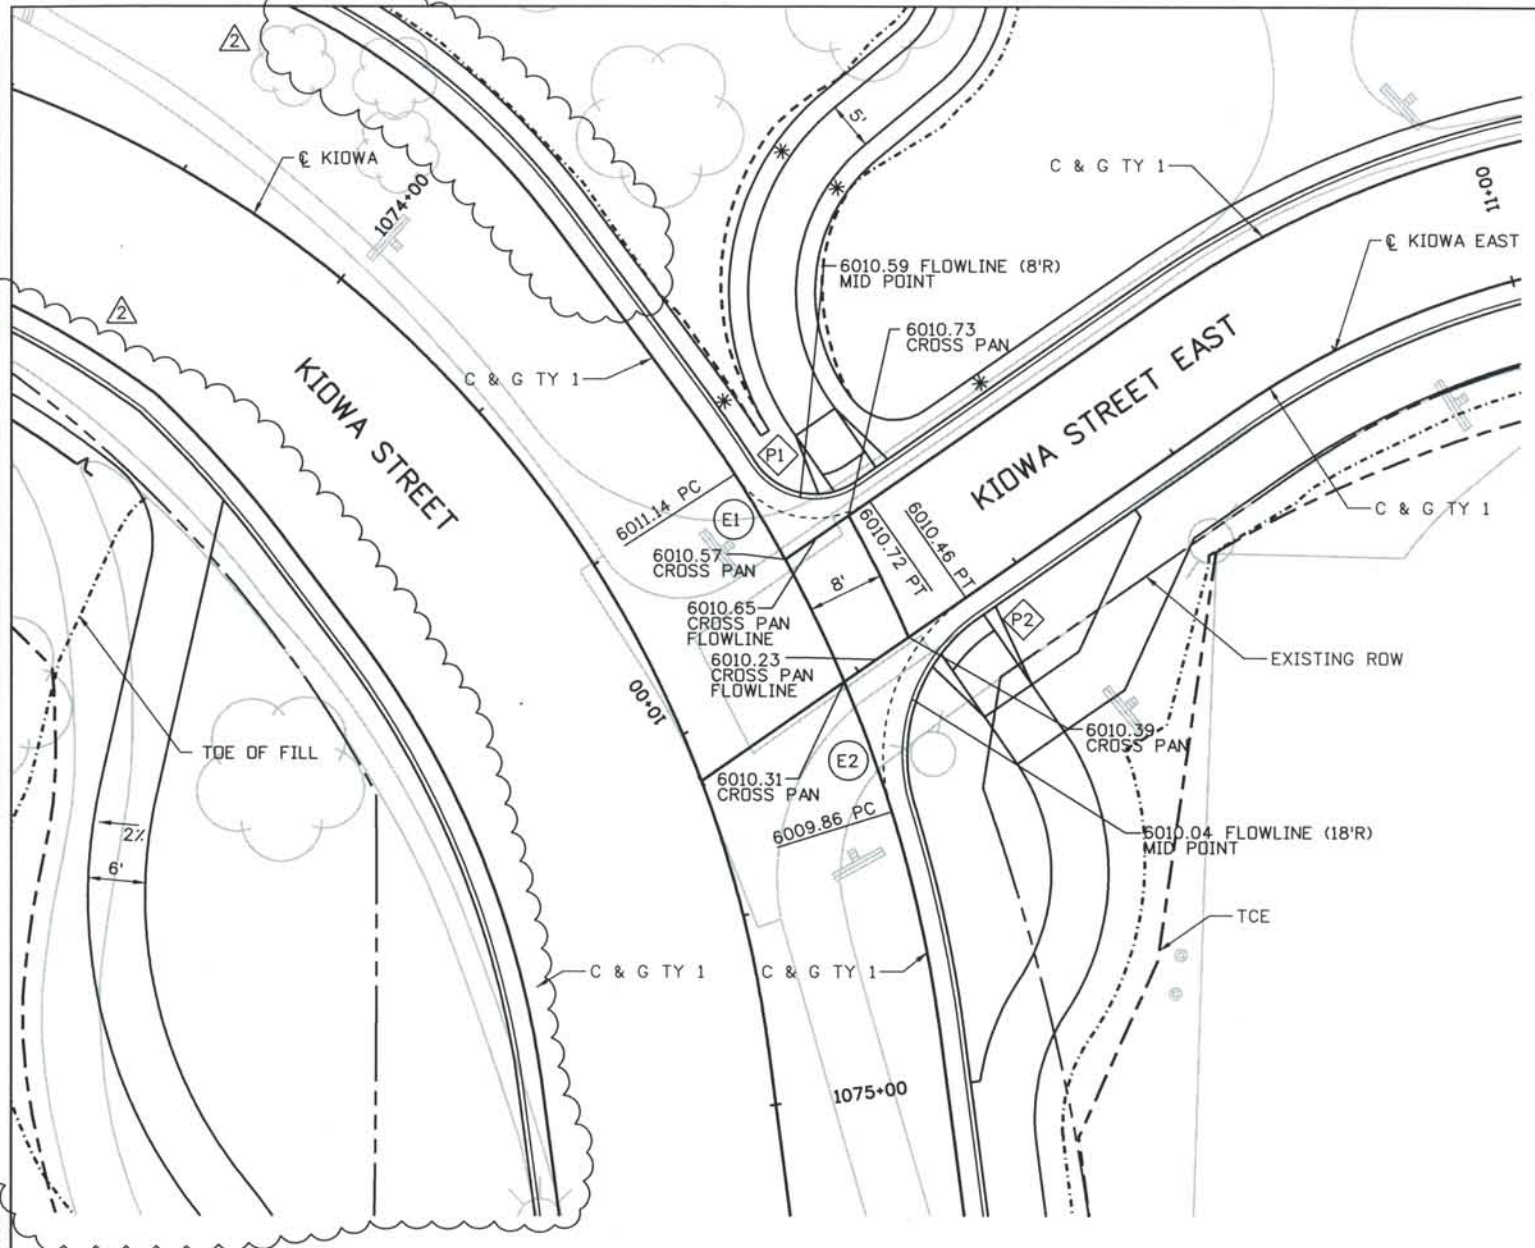 2
℄ KIOWA
1074+00
5'
C & G TY 1
11+00
℄ KIOWA EAST
6010.59 FLOWLINE (8'R)
MID POINT
6010.73
CROSS PAN
2
KIOWA STREET
C & G TY 1
KIOWA STREET EAST
P1
6011.14 PC
E1
6010.72 PT
6010.46 PT
C & G TY 1
6010.57
CROSS PAN
8'
6010.65
CROSS PAN
FLOWLINE
P2
6010.23
CROSS PAN
FLOWLINE
EXISTING ROW
10+00
TOE OF FILL
6010.39
CROSS PAN
E2
6010.31
CROSS PAN
6009.86 PC
6010.04 FLOWLINE (18'R)
MID POINT
2%
6'
TCE
C & G TY 1
C & G TY 1
1075+00